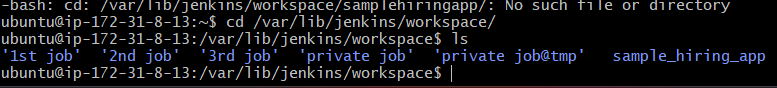 -bash: cd: /var/lib/jenkins/workspace/samplehiringapp/: No such file or directory
ubuntu@ip-172-31-8-13:~$ cd /var/lib/jenkins/workspace/
ubuntu@ip-172-31-8-13:/var/lib/jenkins/workspace$ ls
'1st job'  '2nd job'  '3rd job'  'private job'  'private job@tmp'   sample_hiring_app
ubuntu@ip-172-31-8-13:/var/lib/jenkins/workspace$